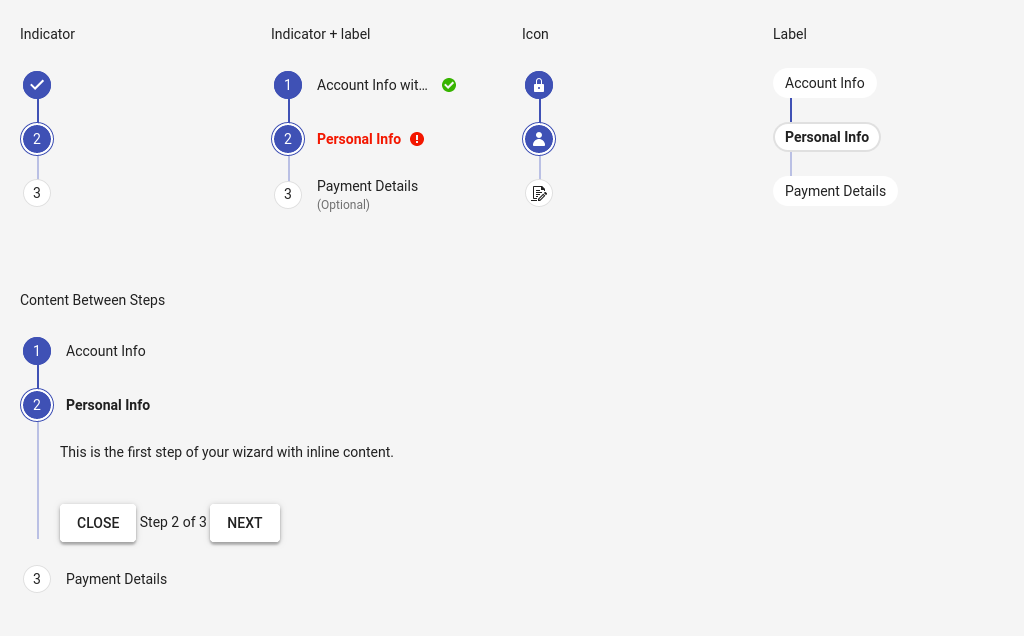 Indicator
Indicator + label
Icon
Label
2
3
1
Account Info wit...
2
Personal Info
3
Payment Details
(Optional)
Account Info
Personal Info
Payment Details
Content Between Steps
1
Account Info
2
Personal Info
This is the first step of your wizard with inline content.
CLOSE Step 2 of 3 NEXT
3
Payment Details